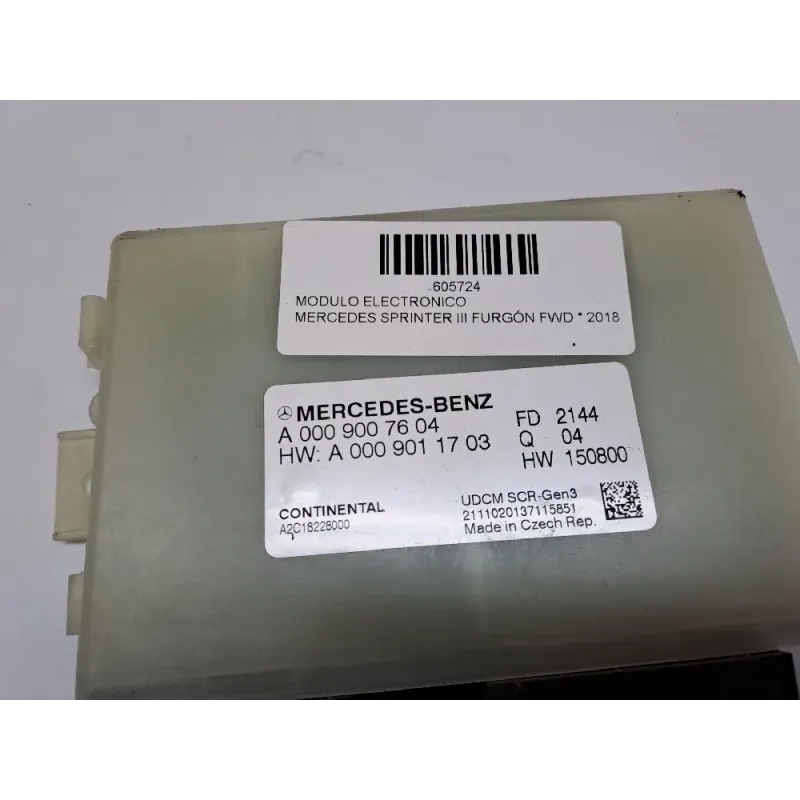 605724
MODULO ELECTRONICO
MERCEDES SPRINTER III FURGÓN FWD * 2018
MERCEDES-BENZ
A 000 900 76 04
HW: A 000 901 17 03
FD 2144
Q 04
HW 150800
CONTINENTAL
A2C18228000
1
UDCM SCR-Gen3
2111020137115851
Made in Czech Rep.